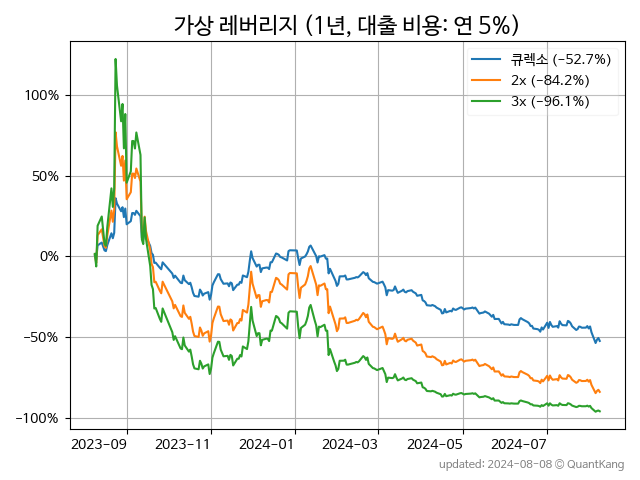 가상 레버리지 (1년, 대출 비용: 연 5%)
큐렉소 (−52.7%)
2x (−84.2%)
3x (−96.1%)
100%
50%
0%
−50%
−100%
2023-09 2023-11 2024-01 2024-03 2024-05 2024-07
updated: 2024-08-08 © QuantKang